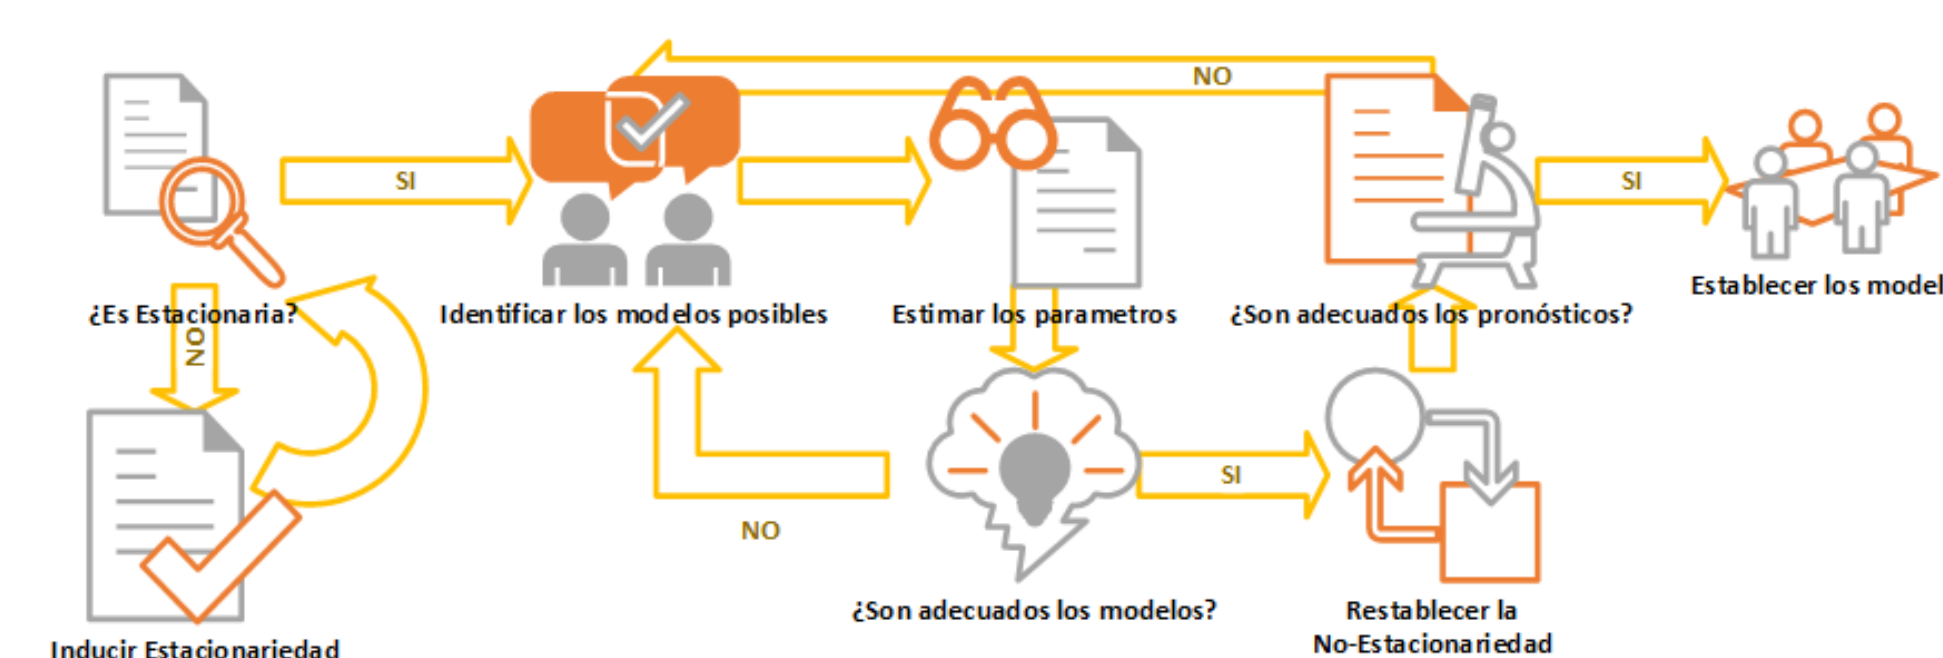 NO
SI
SI
Establecer los model
¿Es Estacionaria?
Identificar los modelos posibles
Estimar los parametros
¿Son adecuados los pronósticos?
NO
SI
NO
¿Son adecuados los modelos?
Restablecer la
No-Estacionariedad
Inducir Estacionariedad